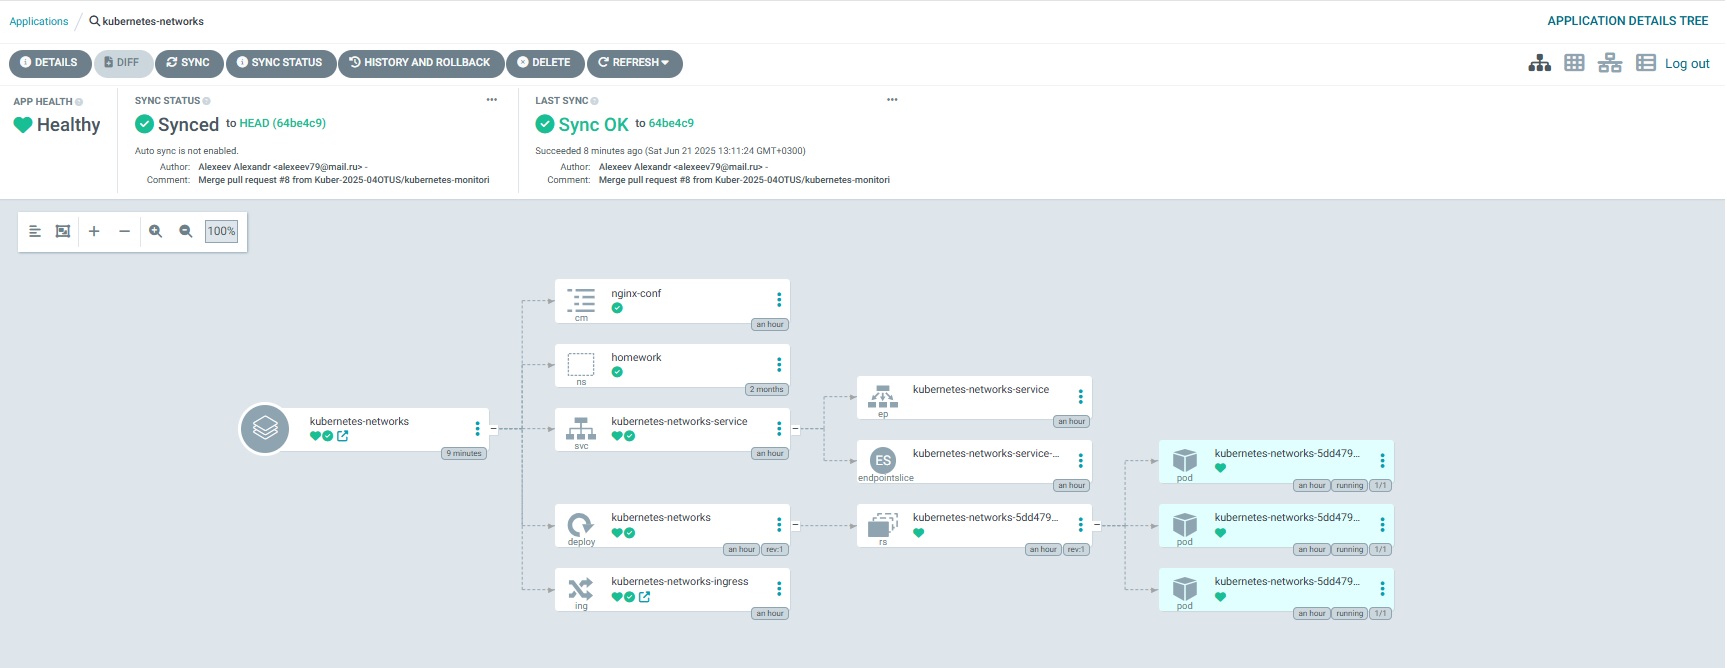 Applications / kubernetes-networks
APPLICATION DETAILS TREE
DETAILS DIFF SYNC SYNC STATUS HISTORY AND ROLLBACK DELETE REFRESH
Log out
APP HEALTH
Healthy
SYNC STATUS
Synced to HEAD (64be4c9)
Auto sync is not enabled.
Author: Alexeev Alexandr <alexeev79@mail.ru> -
Comment: Merge pull request #8 from Kuber-2025-04OTUS/kubernetes-monitori
LAST SYNC
Sync OK to 64be4c9
Succeeded 8 minutes ago (Sat Jun 21 2025 13:11:24 GMT+0300)
Author: Alexeev Alexandr <alexeev79@mail.ru> -
Comment: Merge pull request #8 from Kuber-2025-04OTUS/kubernetes-monitori
100%
kubernetes-networks
9 minutes
nginx-conf
cm
an hour
homework
ns
2 months
kubernetes-networks-service
svc
an hour
kubernetes-networks
deploy
an hour rev:1
kubernetes-networks-ingress
ing
an hour
kubernetes-networks-service
ep
an hour
ES
kubernetes-networks-service-...
endpointslice
an hour
kubernetes-networks-5dd479...
rs
an hour rev:1
kubernetes-networks-5dd479...
pod
an hour running 1/1
kubernetes-networks-5dd479...
pod
an hour running 1/1
kubernetes-networks-5dd479...
pod
an hour running 1/1